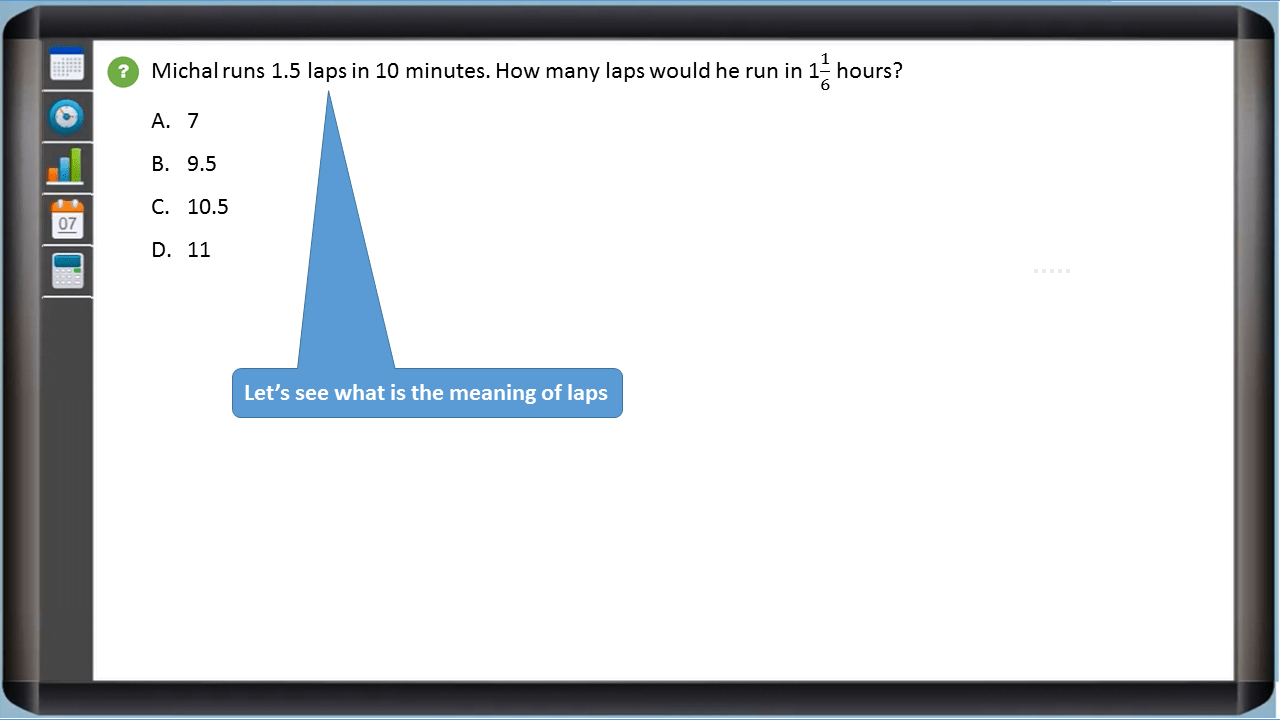 ? Michal runs 1.5 laps in 10 minutes. How many laps would he run in 1 1/6 hours?
A. 7
B. 9.5
C. 10.5
D. 11
07
Let’s see what is the meaning of laps